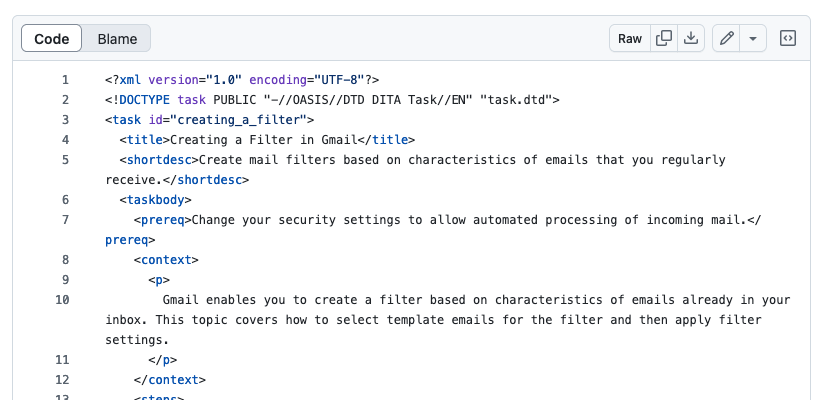 Code Blame Raw
1 <?xml version="1.0" encoding="UTF-8"?>
2 <!DOCTYPE task PUBLIC "-//OASIS//DTD DITA Task//EN" "task.dtd">
3 <task id="creating_a_filter">
4 <title>Creating a Filter in Gmail</title>
5 <shortdesc>Create mail filters based on characteristics of emails that you regularly
receive.</shortdesc>
6 <taskbody>
7 <prereq>Change your security settings to allow automated processing of incoming mail.</
prereq>
8 <context>
9 <p>
10 Gmail enables you to create a filter based on characteristics of emails already in your
inbox. This topic covers how to select template emails for the filter and then apply filter
settings.
11 </p>
12 </context>
13 <steps>